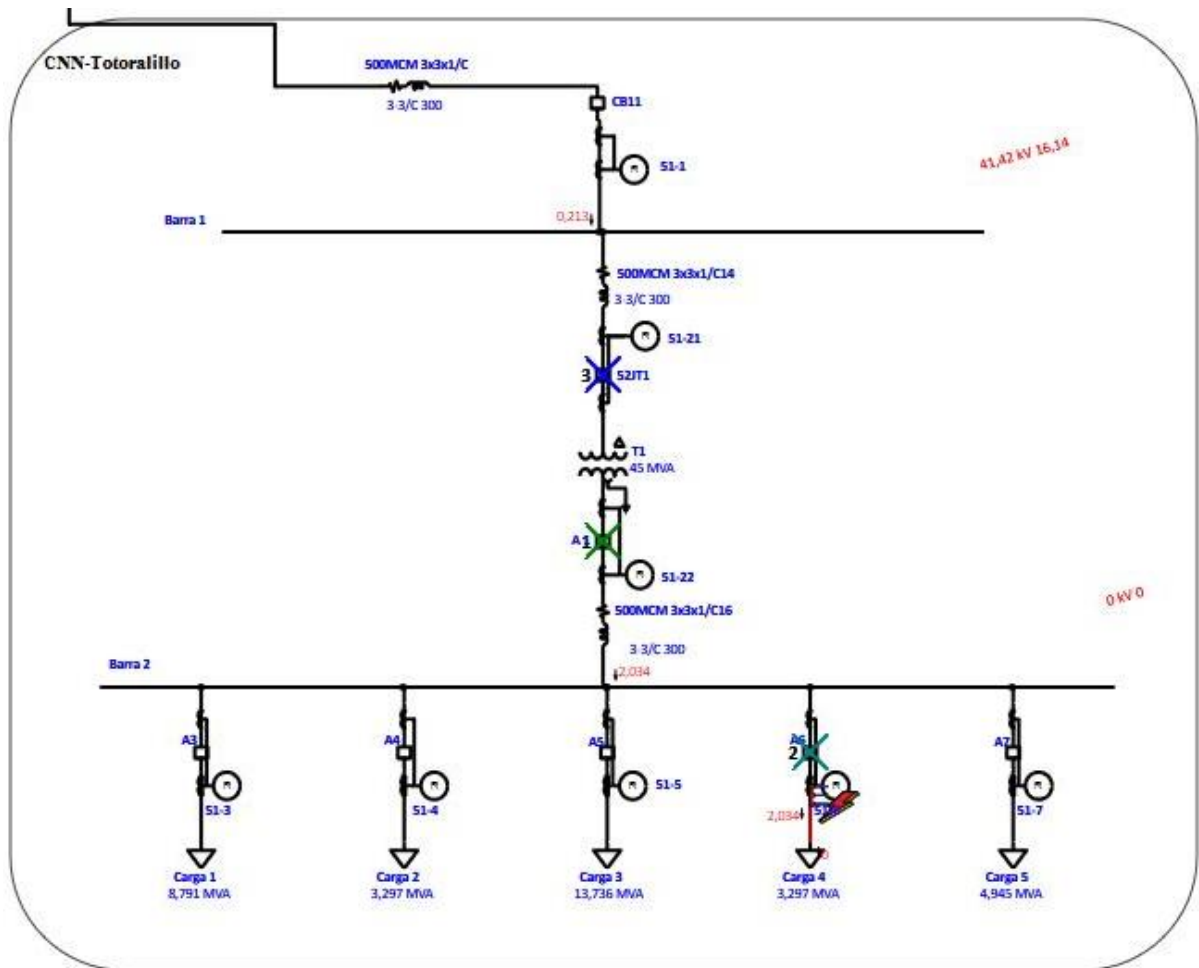 CNN-Totoralillo
500MCM 3x3x1/C
3-3/C 300
CB11
51-1
41,42 kV 16,14
0,213
Barra 1
500MCM 3x3x1/C14
3-3/C 300
51-21
3
52JT1
T1
45 MVA
A
1
51-22
500MCM 3x3x1/C16
0 kV 0
3-3/C 300
Barra 2
2,034
A3
A4
A5
A6
A7
2
51-3
51-4
51-5
51-7
2,034
0
Carga 1
Carga 2
Carga 3
Carga 4
Carga 5
8,791 MVA
3,297 MVA
13,736 MVA
3,297 MVA
4,945 MVA